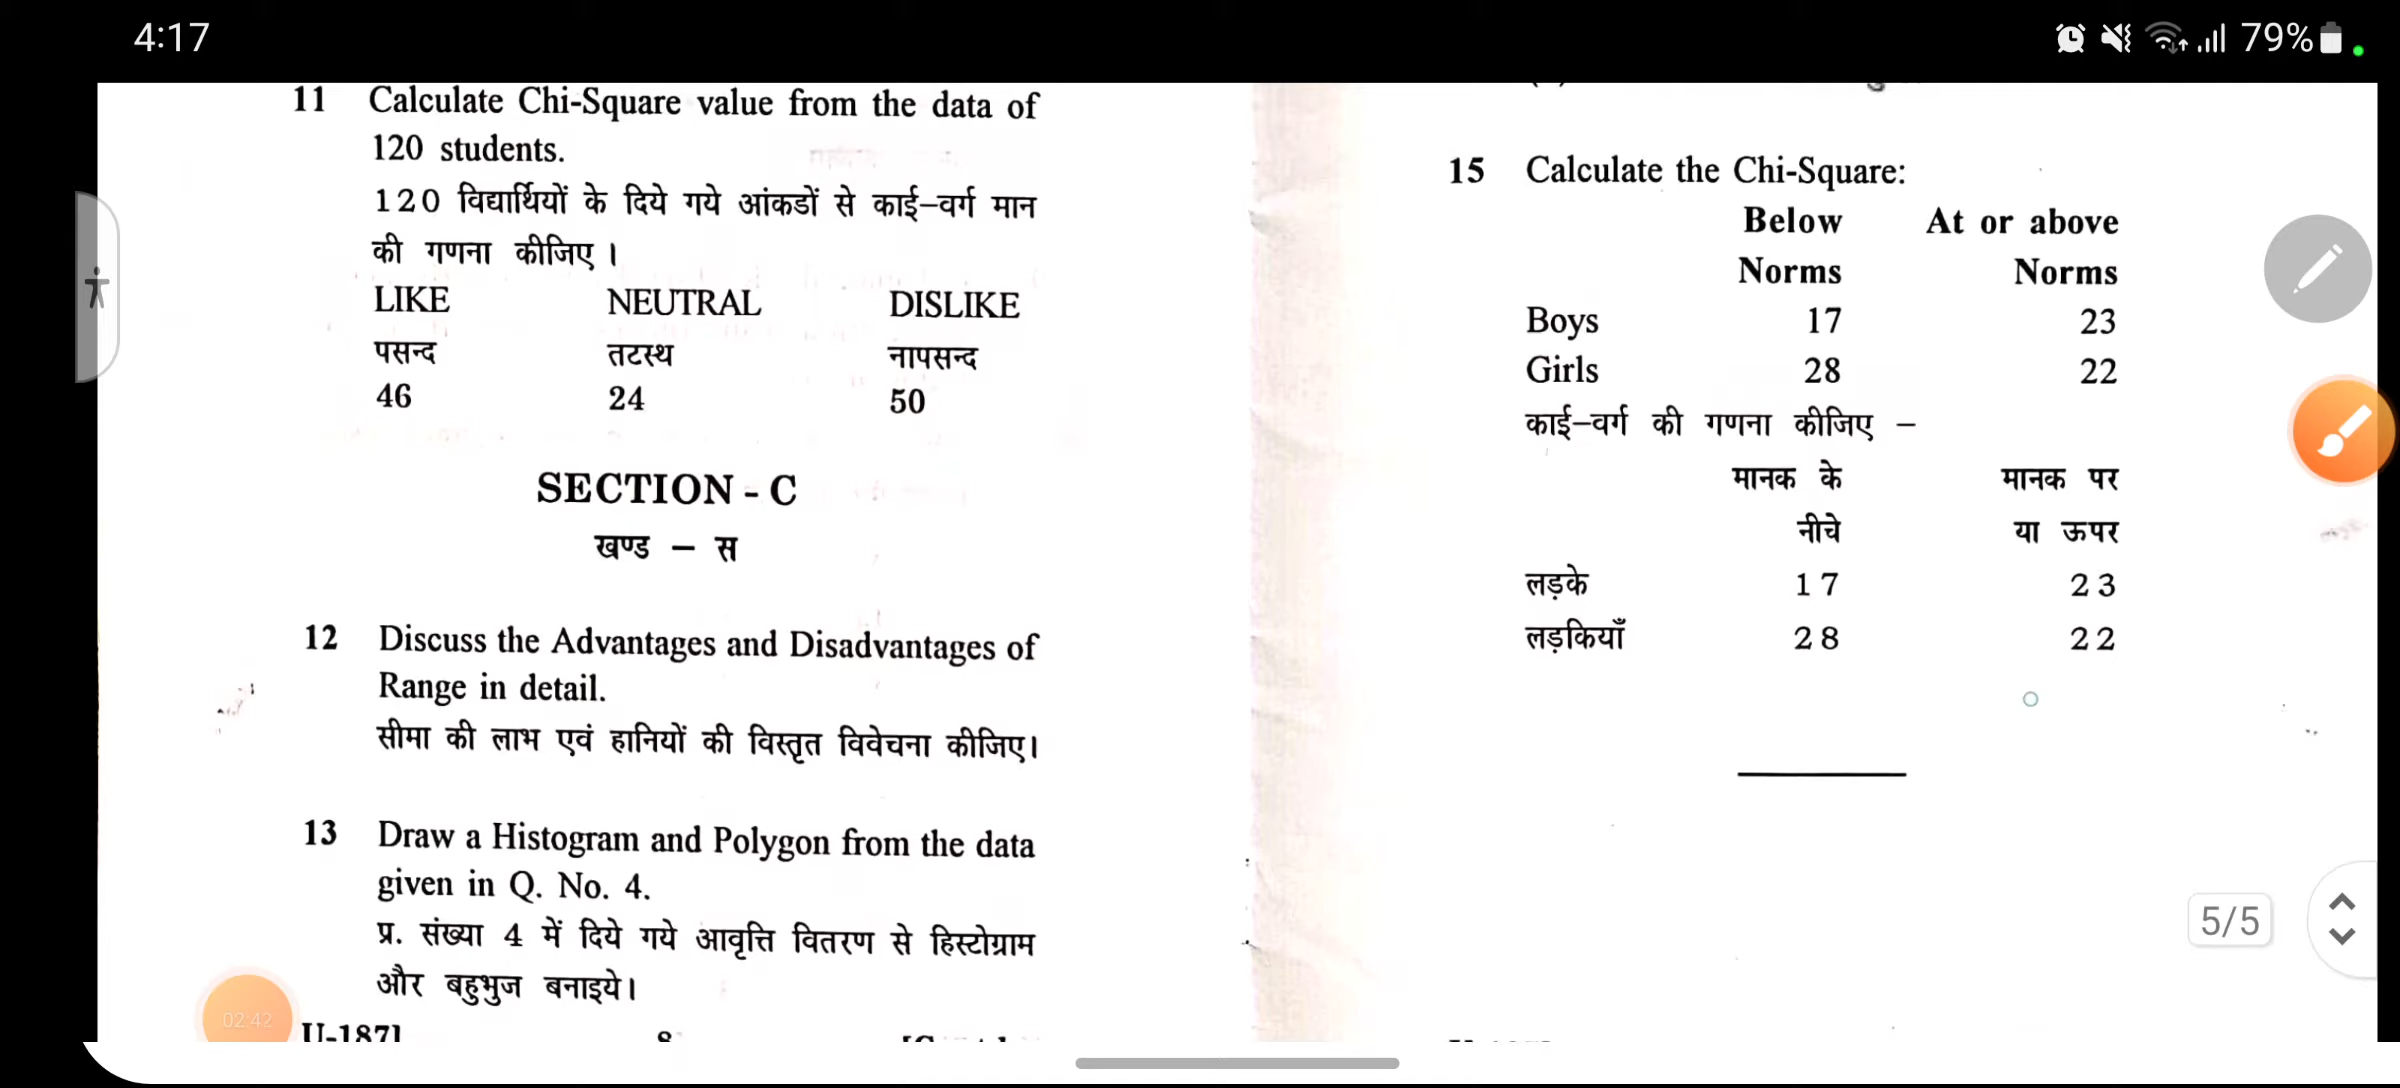 4:17
79%
11 Calculate Chi-Square value from the data of
120 students.
120 विद्यार्थियों के दिये गये आंकडों से काई–वर्ग मान
की गणना कीजिए ।
LIKE NEUTRAL DISLIKE
पसन्द तटस्थ नापसन्द
46 24 50
SECTION - C
खण्ड – स
12 Discuss the Advantages and Disadvantages of
Range in detail.
सीमा की लाभ एवं हानियों की विस्तृत विवेचना कीजिए।
13 Draw a Histogram and Polygon from the data
given in Q. No. 4.
प्र. संख्या 4 में दिये गये आवृत्ति वितरण से हिस्टोग्राम
और बहुभुज बनाइये।
02:42
U-1871 8
15 Calculate the Chi-Square:
Below At or above
Norms Norms
Boys 17 23
Girls 28 22
काई–वर्ग की गणना कीजिए –
मानक के मानक पर
नीचे या ऊपर
लड़के 17 23
लड़कियाँ 28 22
5/5